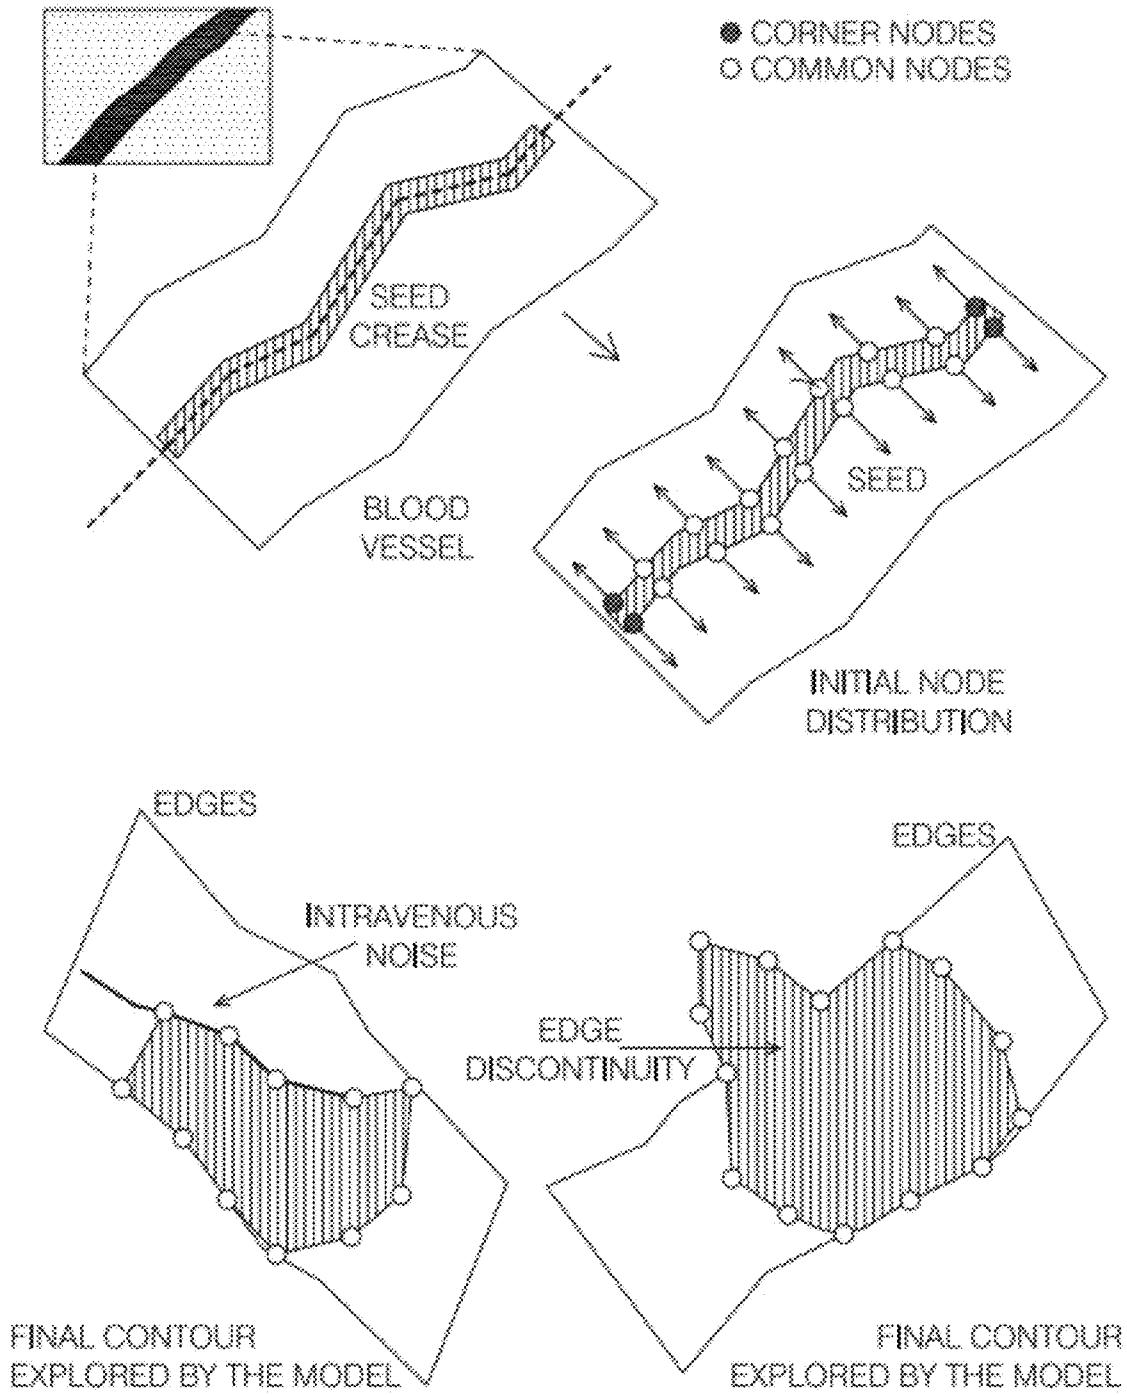 CORNER NODES
COMMON NODES
SEED
CREASE
BLOOD
VESSEL
SEED
INITIAL NODE
DISTRIBUTION
EDGES
INTRAVENOUS
NOISE
EDGES
EDGE
DISCONTINUITY
FINAL CONTOUR
EXPLORED BY THE MODEL
FINAL CONTOUR
EXPLORED BY THE MODEL